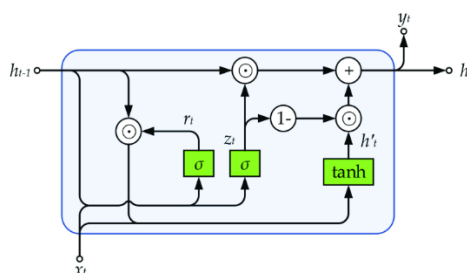 yₜ
hₜ₋₁
+
h
rₜ
zₜ
1-
h'ₜ
σ
σ
tanh
xₜ